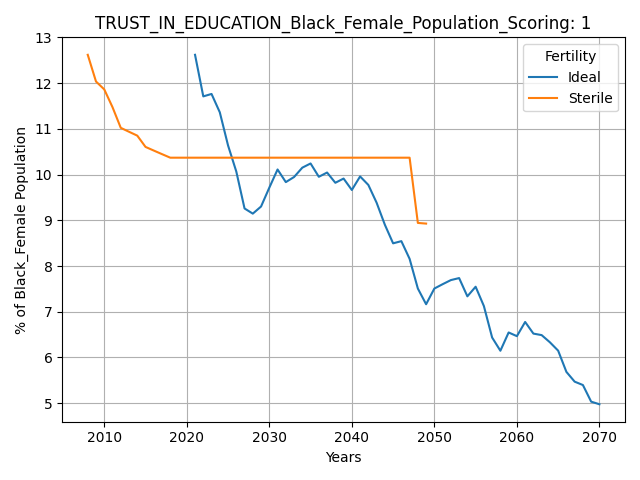 TRUST_IN_EDUCATION_Black_Female_Population_Scoring: 1
13
12
11
10
9
8
7
6
5
% of Black_Female Population
Fertility
Ideal
Sterile
2010
2020
2030
2040
2050
2060
2070
Years